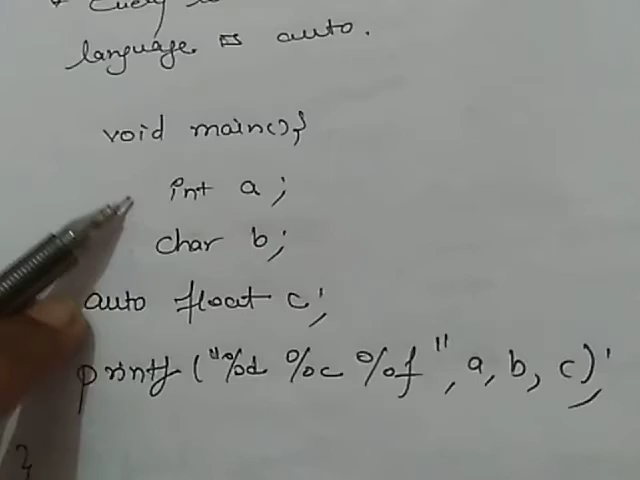 language is auto.
void main(){
int a;
char b;
auto float c;
printf ("%d %c %f", a, b, c);
}